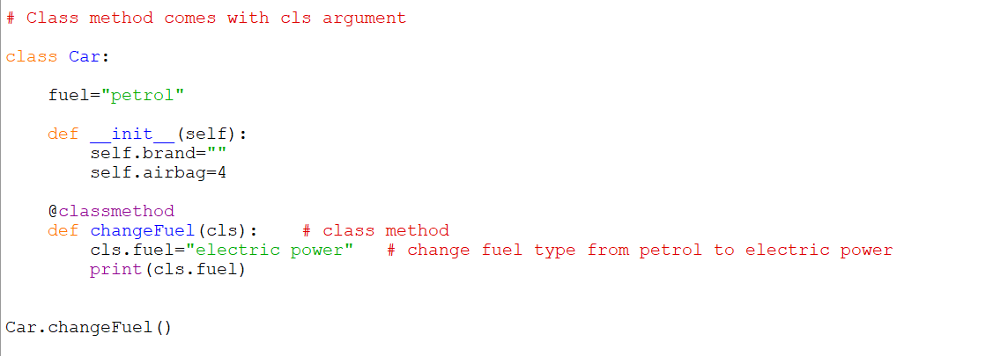 # Class method comes with cls argument
class Car:
    fuel="petrol"
    def __init__(self):
        self.brand=""
        self.airbag=4
    @classmethod
    def changeFuel(cls):    # class method
        cls.fuel="electric power"   # change fuel type from petrol to electric power
        print(cls.fuel)
Car.changeFuel()